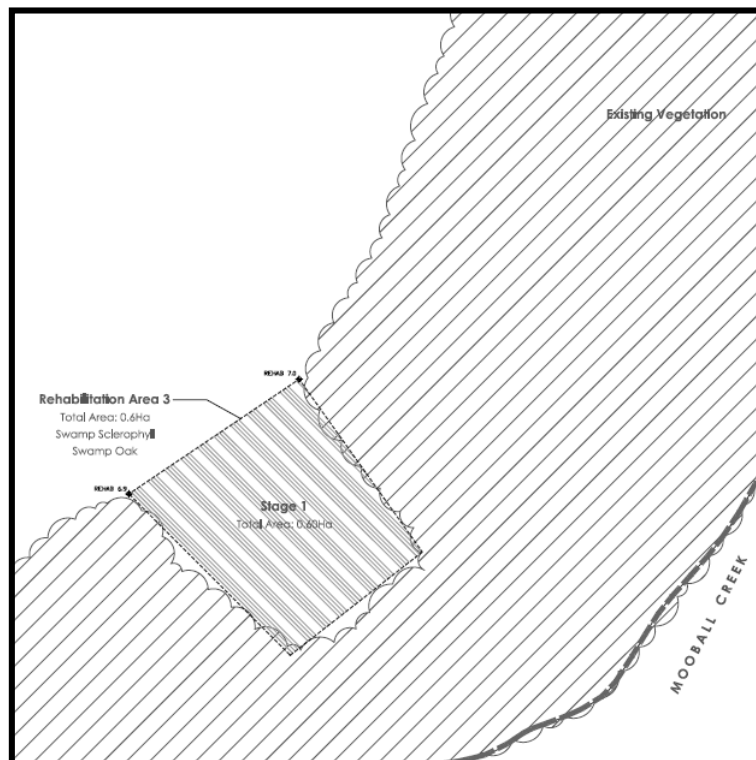 Existing Vegetation
REHAB 7.0
Rehabilitation Area 3
Total Area: 0.6Ha
Swamp Sclerophyll
Swamp Oak
REHAB 6.9
Stage 1
Total Area: 0.60Ha
MOOBALL CREEK